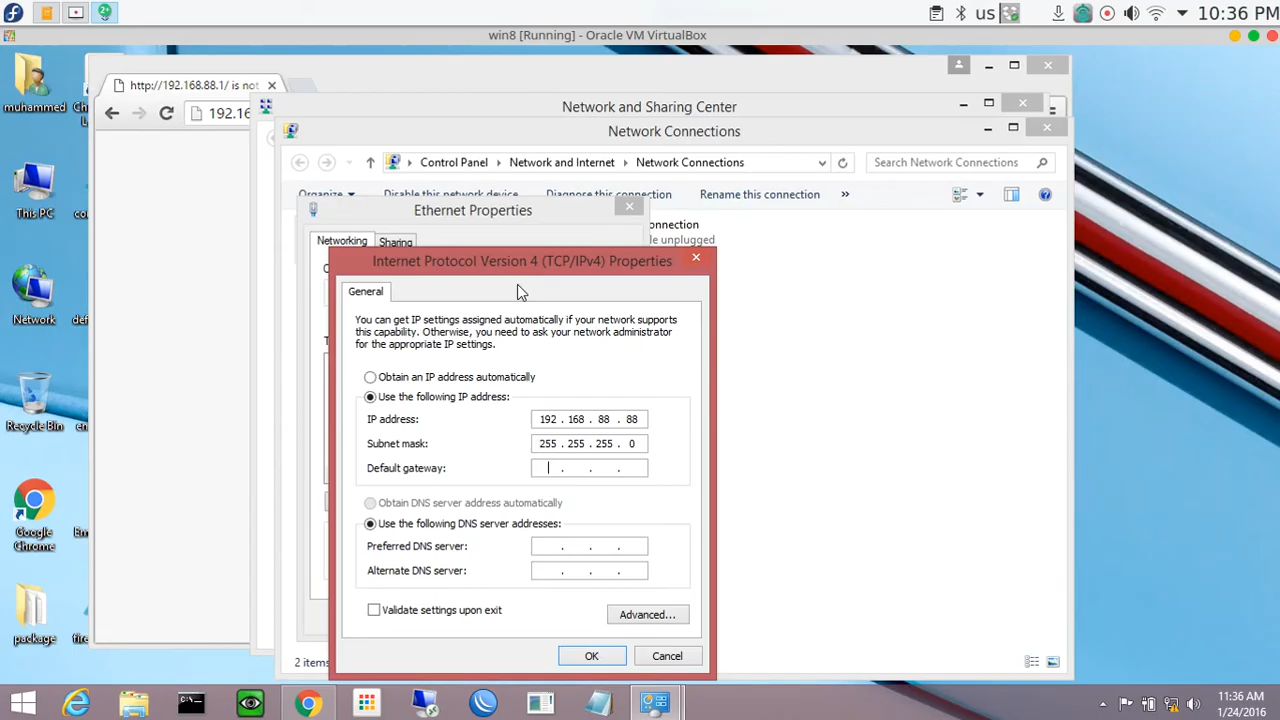 us
10:36 PM
win8 [Running] - Oracle VM VirtualBox
http://192.168.88.1/ is not
Network and Sharing Center
Network Connections
Control Panel
Network and Internet
Network Connections
Search Network Connections
Organize
Disable this network device
Diagnose this connection
Rename this connection
»
Ethernet Properties
Networking
Sharing
Internet Protocol Version 4 (TCP/IPv4) Properties
General
You can get IP settings assigned automatically if your network supports
this capability. Otherwise, you need to ask your network administrator
for the appropriate IP settings.
Obtain an IP address automatically
Use the following IP address:
IP address:
192 . 168 . 88 . 88
Subnet mask:
255 . 255 . 255 . 0
Default gateway:
. . .
Obtain DNS server address automatically
Use the following DNS server addresses:
Preferred DNS server:
. . .
Alternate DNS server:
. . .
Validate settings upon exit
Advanced...
OK
Cancel
2 items
muhammed
This PC
Network
Recycle Bin
Google
Chrome
package
11:36 AM
1/24/2016